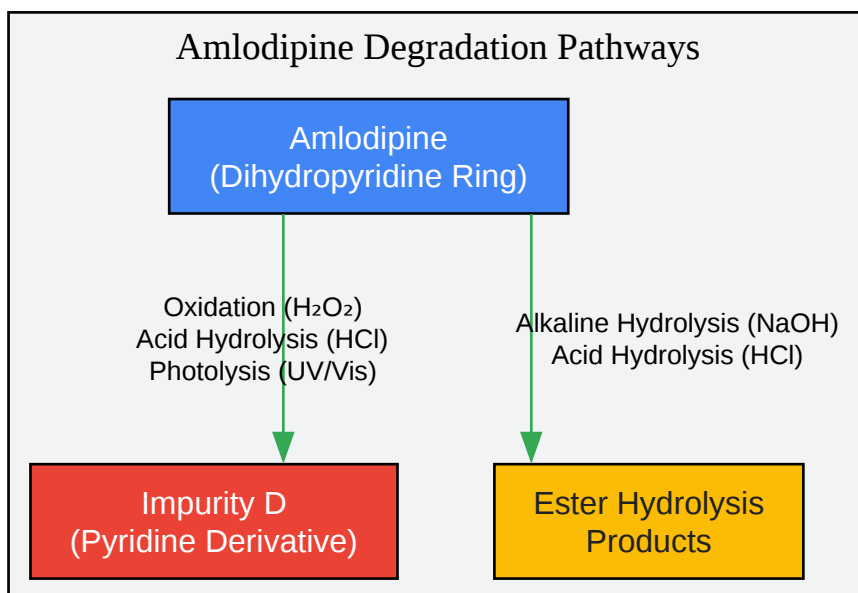 Amlodipine Degradation Pathways
Amlodipine
(Dihydropyridine Ring)
Oxidation (H₂O₂)
Acid Hydrolysis (HCl)
Photolysis (UV/Vis)
Alkaline Hydrolysis (NaOH)
Acid Hydrolysis (HCl)
Impurity D
(Pyridine Derivative)
Ester Hydrolysis
Products